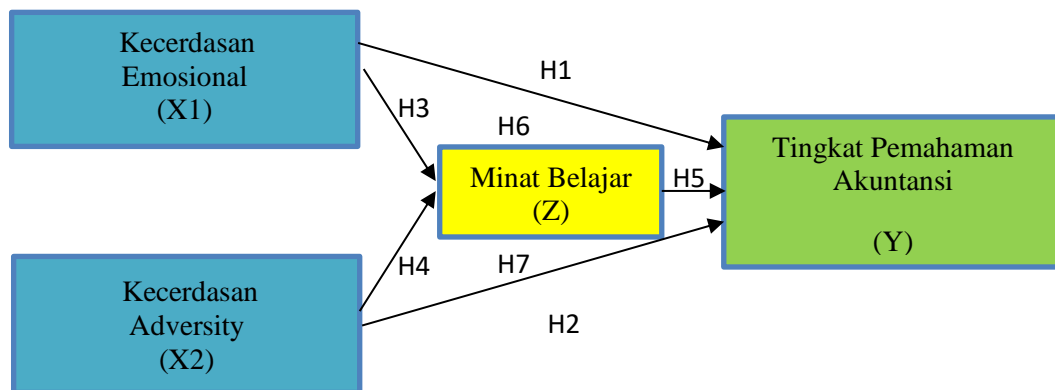 Kecerdasan
Emosional
(X1)
H1
H3
H6
Minat Belajar
(Z)
H5
Tingkat Pemahaman
Akuntansi
(Y)
H4
H7
H2
Kecerdasan
Adversity
(X2)